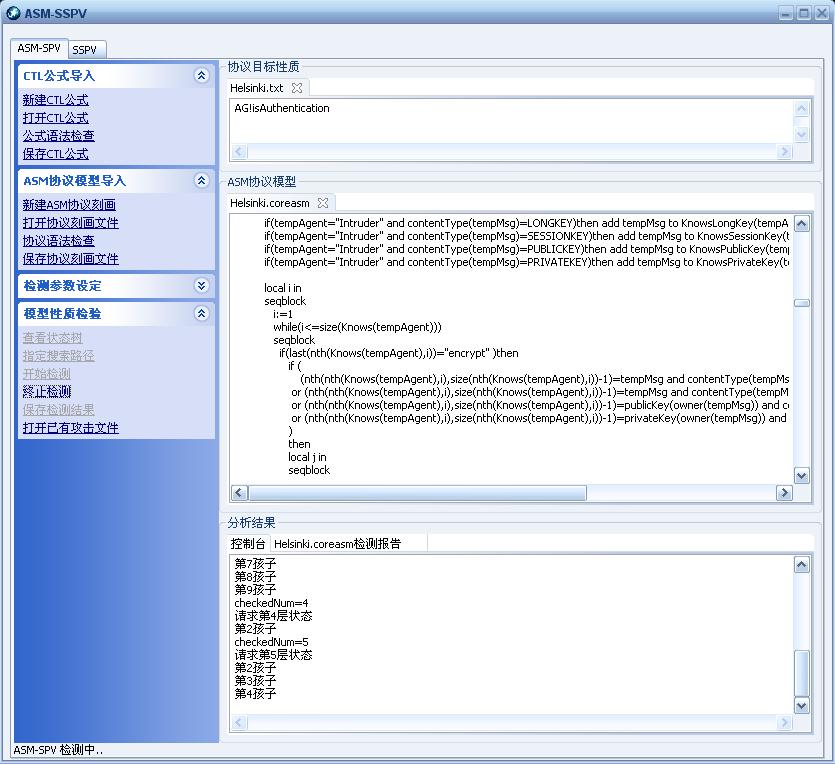 ASM-SSPV
ASM-SPV SSPV
CTL公式导入
新建CTL公式
打开CTL公式
公式语法检查
保存CTL公式
ASM协议模型导入
新建ASM协议刻画
打开协议刻画文件
协议语法检查
保存协议刻画文件
检测参数设定
模型性质检验
查看状态树
指定搜索路径
开始检测
终止检测
保存检测结果
打开已有攻击文件
协议目标性质
Helsinki.txt
AG!isAuthentication
ASM协议模型
Helsinki.coreasm
if(tempAgent="Intruder" and contentType(tempMsg)=LONGKEY)then add tempMsg to KnowsLongKey(tempA
if(tempAgent="Intruder" and contentType(tempMsg)=SESSIONKEY)then add tempMsg to KnowsSessionKey(t
if(tempAgent="Intruder" and contentType(tempMsg)=PUBLICKEY)then add tempMsg to KnowsPublicKey(tem
if(tempAgent="Intruder" and contentType(tempMsg)=PRIVATEKEY)then add tempMsg to KnowsPrivateKey(te
local i in
seqblock
i:=1
while(i<=size(Knows(tempAgent)))
seqblock
if(last(nth(Knows(tempAgent),i))="encrypt" )then
if (
(nth(nth(Knows(tempAgent),i),size(nth(Knows(tempAgent),i))-1)=tempMsg and contentType(tempMs
or (nth(nth(Knows(tempAgent),i),size(nth(Knows(tempAgent),i))-1)=tempMsg and contentType(tempM
or (nth(nth(Knows(tempAgent),i),size(nth(Knows(tempAgent),i))-1)=publicKey(owner(tempMsg)) and co
or (nth(nth(Knows(tempAgent),i),size(nth(Knows(tempAgent),i))-1)=privateKey(owner(tempMsg)) and
)
then
local j in
seqblock
分析结果
控制台 Helsinki.coreasm检测报告
第7孩子
第8孩子
第9孩子
checkedNum=4
请求第4层状态
第2孩子
checkedNum=5
请求第5层状态
第2孩子
第3孩子
第4孩子
ASM-SPV 检测中..